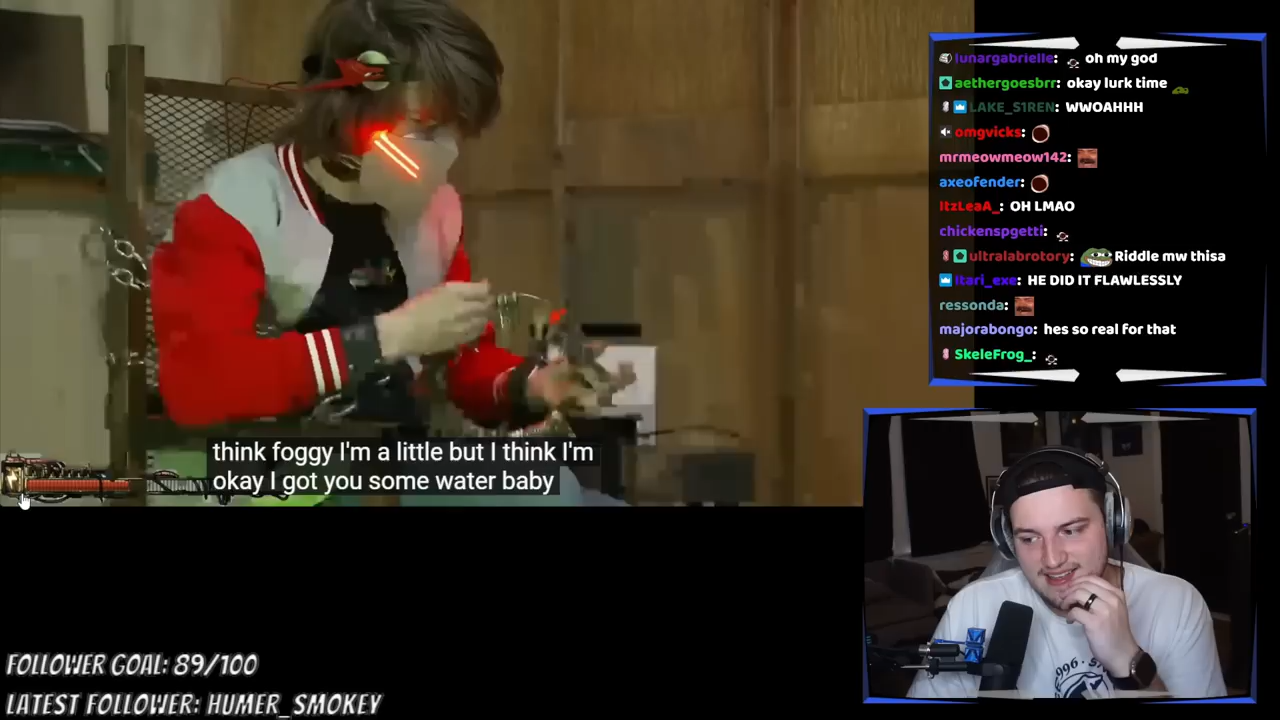 lunargabrielle: oh my god
aethergoesbrr: okay lurk time
LAKE_S1REN: WWOAHHH
omgvicks:
mrmeowmeow142:
axeofender:
ItzLeaA_: OH LMAO
chickenspgetti:
ultralabrotory: Riddle mw thisa
Itari_exe: HE DID IT FLAWLESSLY
ressonda:
majorabongo: hes so real for that
SkeleFrog_:
think foggy I'm a little but I think I'm
okay I got you some water baby
FOLLOWER GOAL: 89/100
LATEST FOLLOWER: HUMER_SMOKEY